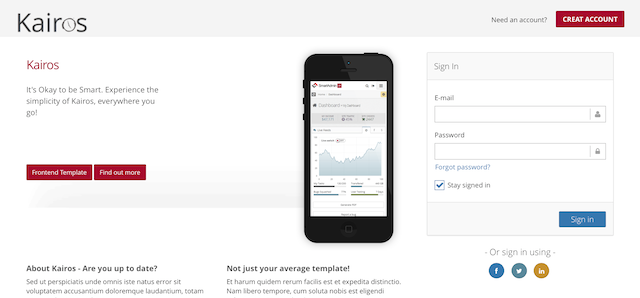 Kairos
Need an account?
CREAT ACCOUNT
Kairos
It's Okay to be Smart. Experience the
simplicity of Kairos, everywhere you
go!
Frontend Template
Find out more
Sign In
E-mail
Password
Forgot password?
Stay signed in
Sign in
- Or sign in using -
About Kairos - Are you up to date?
Sed ut perspiciatis unde omnis iste natus error sit
voluptatem accusantium doloremque laudantium, totam
Not just your average template!
Et harum quidem rerum facilis est et expedita distinctio.
Nam libero tempore, cum soluta nobis est eligendi